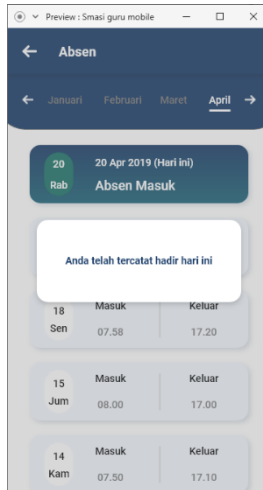 Preview : Smasi guru mobile
Absen
Januari Februari Maret April
20 Rab
20 Apr 2019 (Hari ini)
Absen Masuk
Anda telah tercatat hadir hari ini
18 Sen
Masuk Keluar
07.58 17.20
15 Jum
Masuk Keluar
08.00 17.00
14 Kam
Masuk Keluar
07.50 17.10